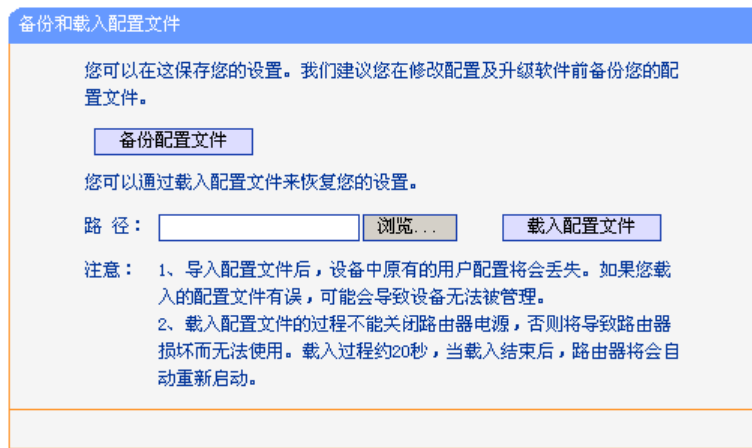 备份和载入配置文件
您可以在这保存您的设置。我们建议您在修改配置及升级软件前备份您的配
置文件。
备份配置文件
您可以通过载入配置文件来恢复您的设置。
路 径： 浏览... 载入配置文件
注意： 1、导入配置文件后，设备中原有的用户配置将会丢失。如果您载
入的配置文件有误，可能会导致设备无法被管理。
2、载入配置文件的过程不能关闭路由器电源，否则将导致路由器
损坏而无法使用。载入过程约20秒，当载入结束后，路由器将会自
动重新启动。